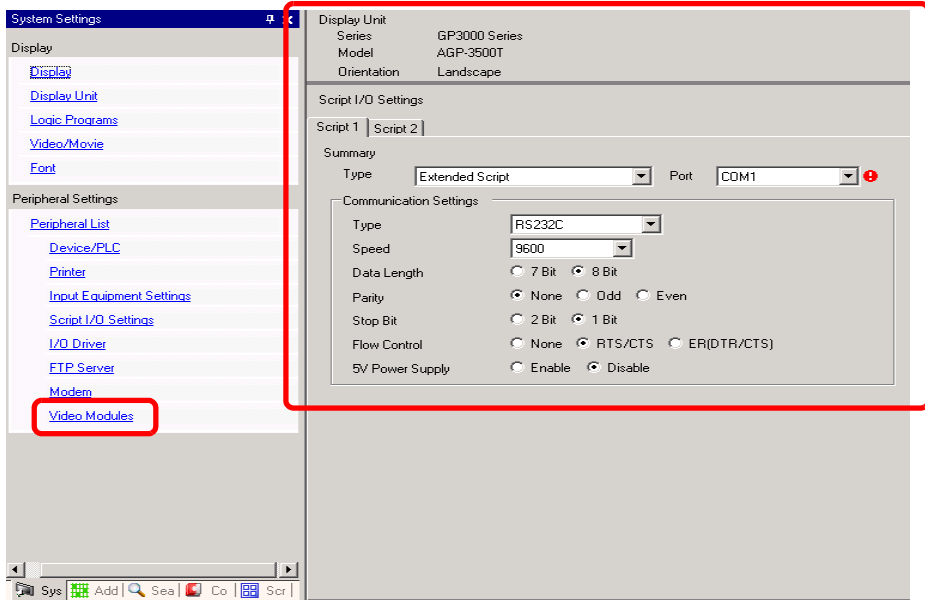 System Settings
Display
Display
Display Unit
Logic Programs
Video/Movie
Font
Peripheral Settings
Peripheral List
Device/PLC
Printer
Input Equipment Settings
Script I/O Settings
I/O Driver
FTP Server
Modem
Video Modules
Sys Add Sea Co Scr
Display Unit
Series GP3000 Series
Model AGP-3500T
Orientation Landscape
Script I/O Settings
Script 1 Script 2
Summary
Type Extended Script Port COM1
Communication Settings
Type RS232C
Speed 9600
Data Length 7 Bit 8 Bit
Parity None Odd Even
Stop Bit 2 Bit 1 Bit
Flow Control None RTS/CTS ER(DTR/CTS)
5V Power Supply Enable Disable